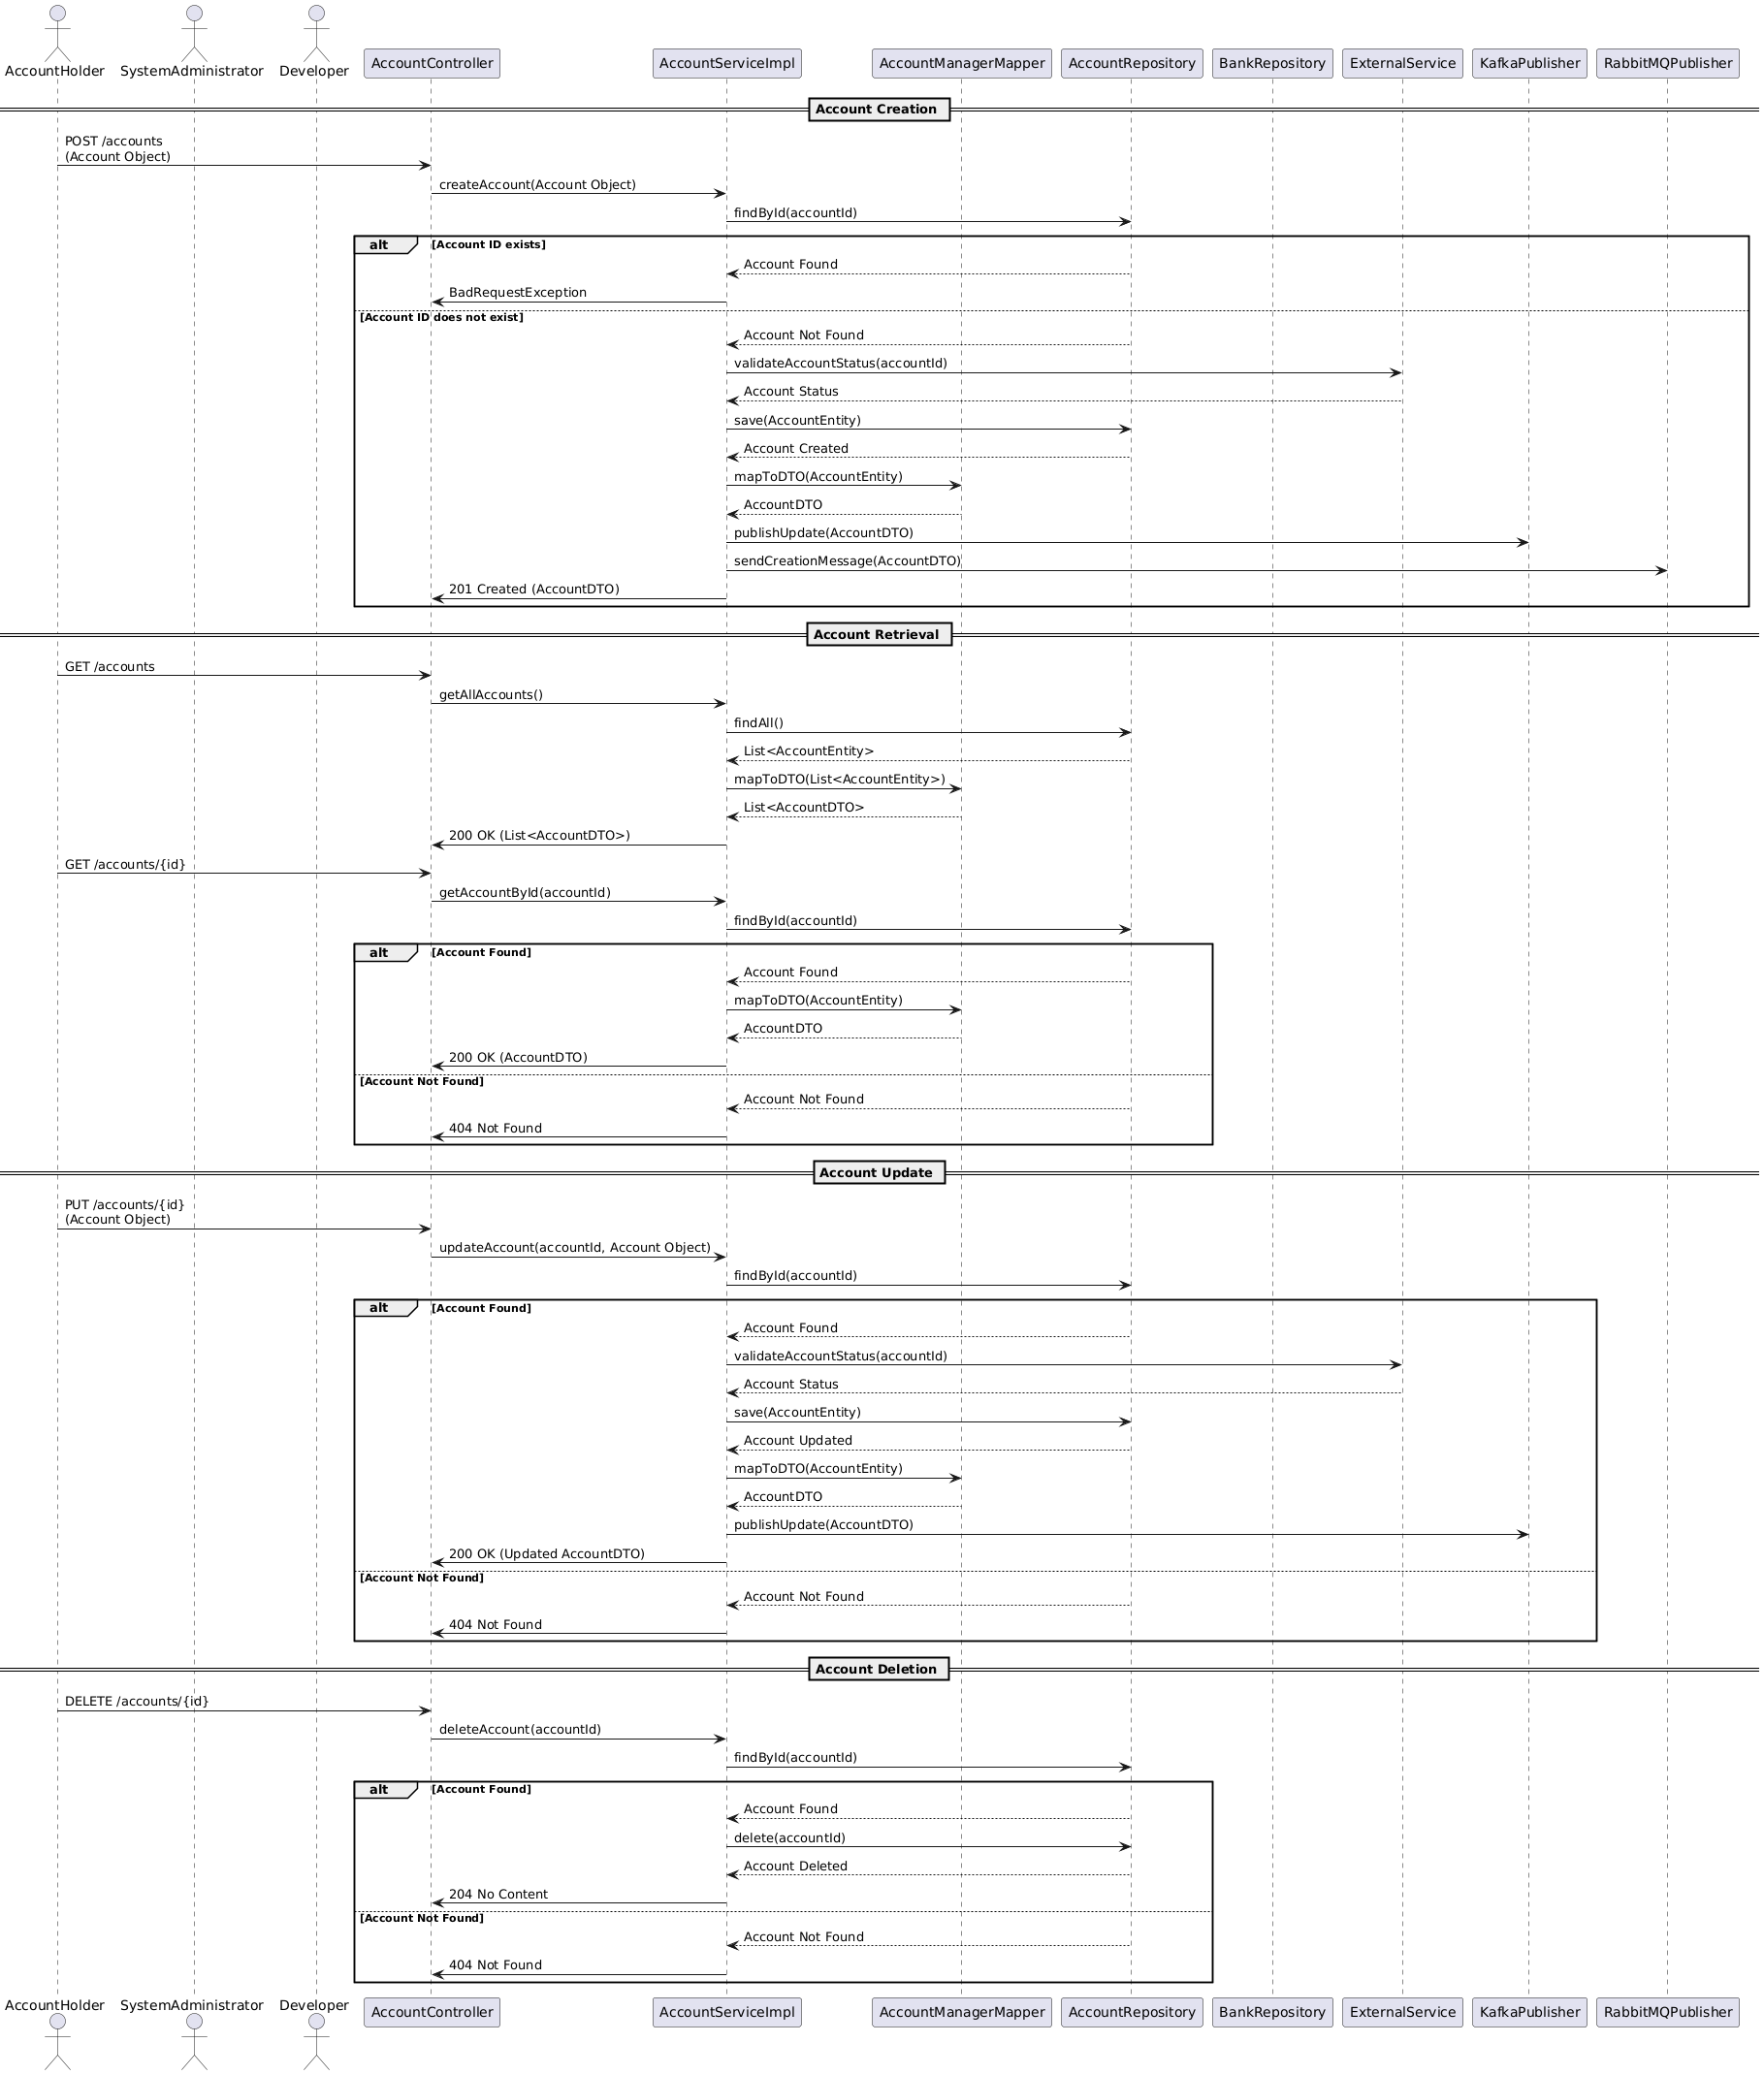 AccountHolder
SystemAdministrator
Developer
AccountController
AccountServiceImpl
AccountManagerMapper
AccountRepository
BankRepository
ExternalService
KafkaPublisher
RabbitMQPublisher
Account Creation
POST /accounts
(Account Object)
createAccount(Account Object)
findById(accountId)
alt
[Account ID exists]
Account Found
BadRequestException
[Account ID does not exist]
Account Not Found
validateAccountStatus(accountId)
Account Status
save(AccountEntity)
Account Created
mapToDTO(AccountEntity)
AccountDTO
publishUpdate(AccountDTO)
sendCreationMessage(AccountDTO)
201 Created (AccountDTO)
Account Retrieval
GET /accounts
getAllAccounts()
findAll()
List<AccountEntity>
mapToDTO(List<AccountEntity>)
List<AccountDTO>
200 OK (List<AccountDTO>)
GET /accounts/{id}
getAccountById(accountId)
findById(accountId)
alt
[Account Found]
Account Found
mapToDTO(AccountEntity)
AccountDTO
200 OK (AccountDTO)
[Account Not Found]
Account Not Found
404 Not Found
Account Update
PUT /accounts/{id}
(Account Object)
updateAccount(accountId, Account Object)
findById(accountId)
alt
[Account Found]
Account Found
validateAccountStatus(accountId)
Account Status
save(AccountEntity)
Account Updated
mapToDTO(AccountEntity)
AccountDTO
publishUpdate(AccountDTO)
200 OK (Updated AccountDTO)
[Account Not Found]
Account Not Found
404 Not Found
Account Deletion
DELETE /accounts/{id}
deleteAccount(accountId)
findById(accountId)
alt
[Account Found]
Account Found
delete(accountId)
Account Deleted
204 No Content
[Account Not Found]
Account Not Found
404 Not Found
AccountHolder
SystemAdministrator
Developer
AccountController
AccountServiceImpl
AccountManagerMapper
AccountRepository
BankRepository
ExternalService
KafkaPublisher
RabbitMQPublisher